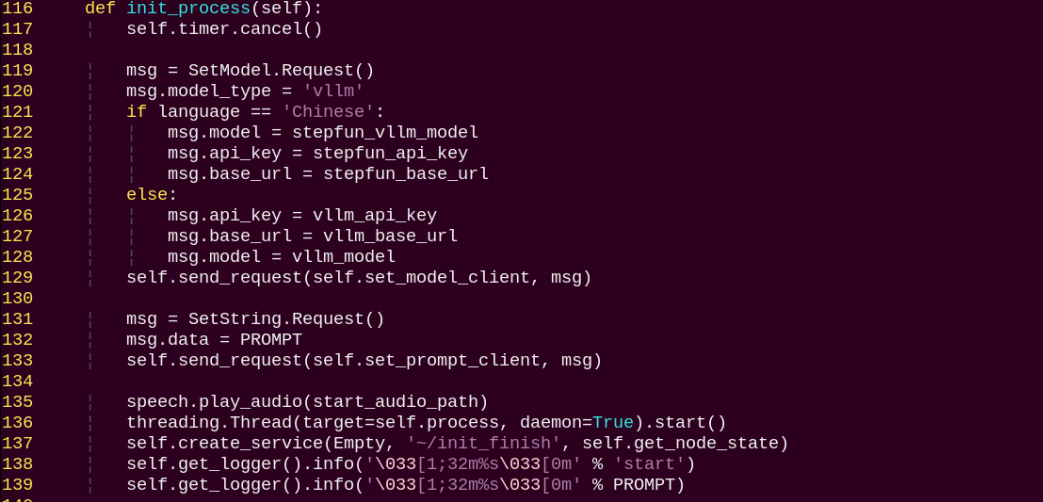 116     def init_process(self):
117     ¦   self.timer.cancel()
118
119     ¦   msg = SetModel.Request()
120     ¦   msg.model_type = 'vllm'
121     ¦   if language == 'Chinese':
122     ¦   ¦   msg.model = stepfun_vllm_model
123     ¦   ¦   msg.api_key = stepfun_api_key
124     ¦   ¦   msg.base_url = stepfun_base_url
125     ¦   else:
126     ¦   ¦   msg.api_key = vllm_api_key
127     ¦   ¦   msg.base_url = vllm_base_url
128     ¦   ¦   msg.model = vllm_model
129     ¦   self.send_request(self.set_model_client, msg)
130
131     ¦   msg = SetString.Request()
132     ¦   msg.data = PROMPT
133     ¦   self.send_request(self.set_prompt_client, msg)
134
135     ¦   speech.play_audio(start_audio_path)
136     ¦   threading.Thread(target=self.process, daemon=True).start()
137     ¦   self.create_service(Empty, '~/init_finish', self.get_node_state)
138     ¦   self.get_logger().info('\033[1;32m%s\033[0m' % 'start')
139     ¦   self.get_logger().info('\033[1;32m%s\033[0m' % PROMPT)